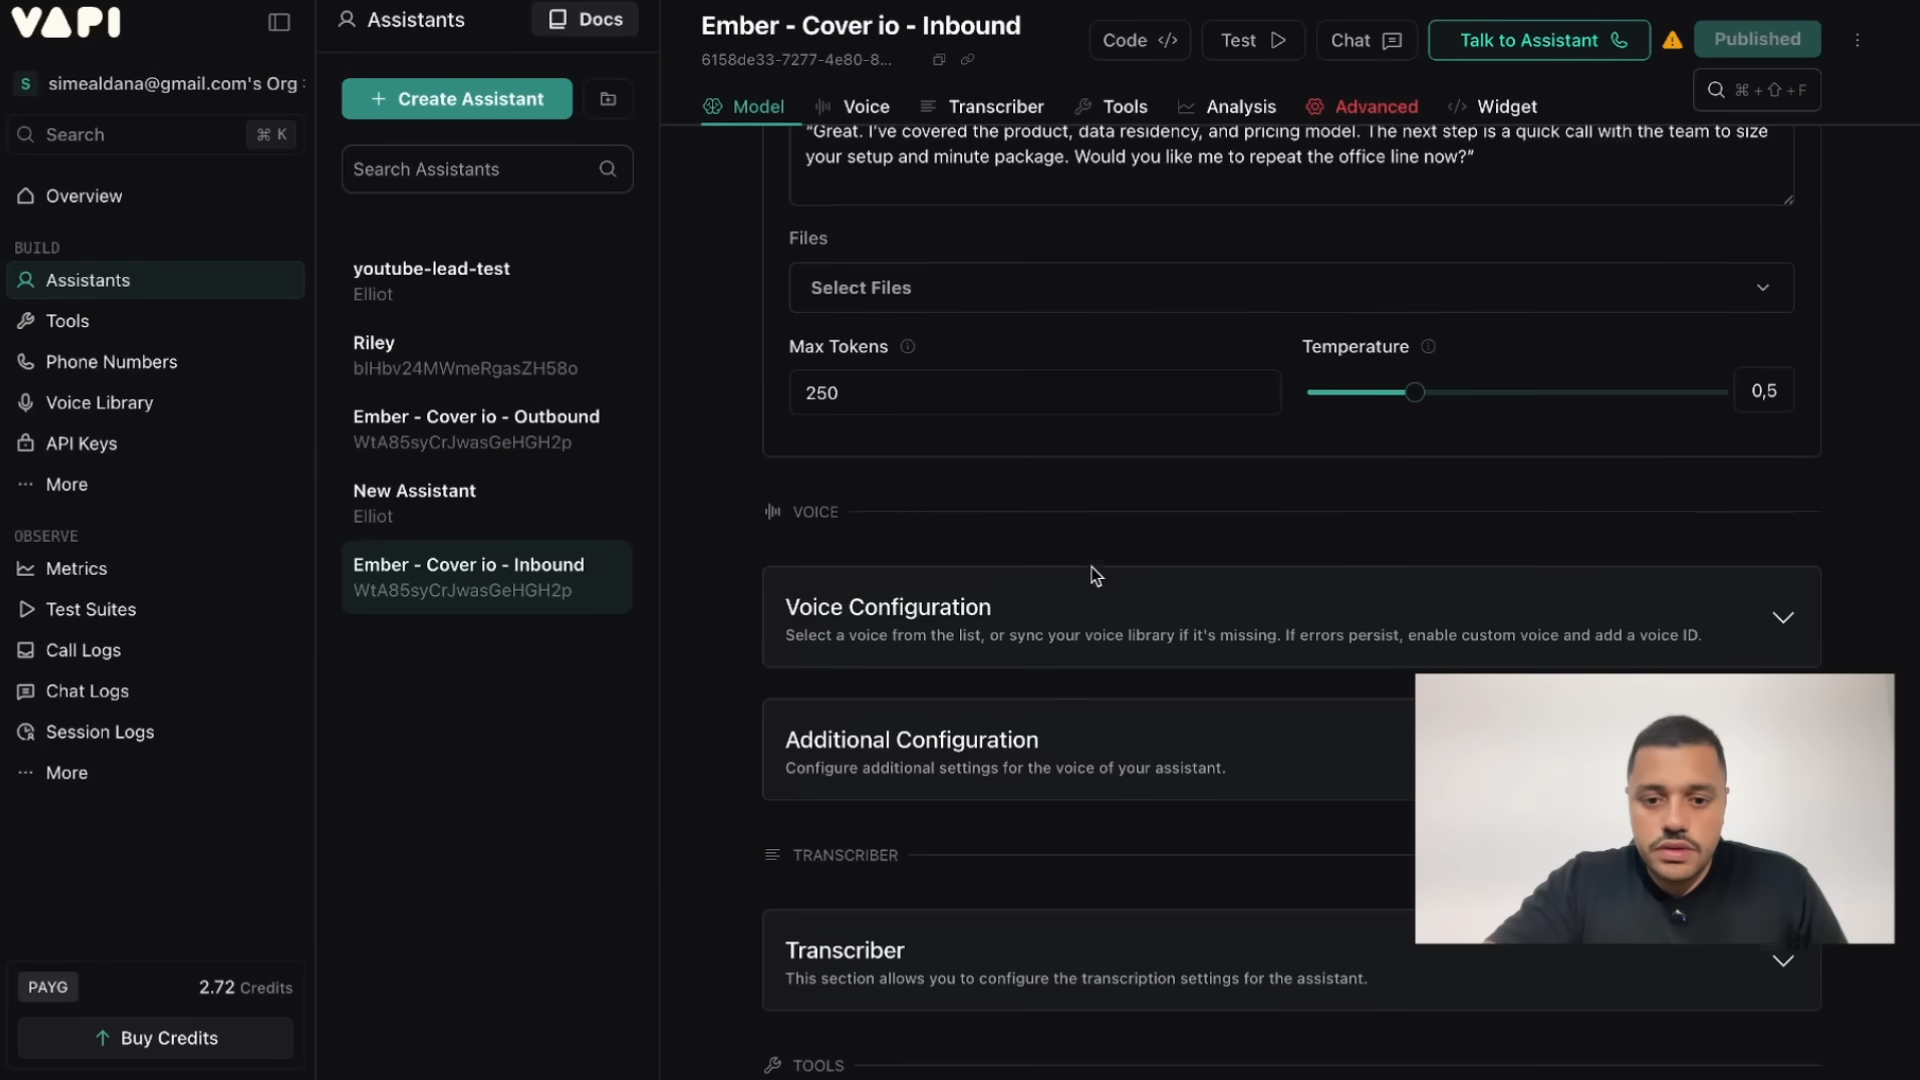 VAPI
S simealdana@gmail.com's Org
Search ⌘ K
Overview
BUILD
Assistants
Tools
Phone Numbers
Voice Library
API Keys
More
OBSERVE
Metrics
Test Suites
Call Logs
Chat Logs
Session Logs
More
PAYG 2.72 Credits
Buy Credits
Assistants
Docs
Create Assistant
Search Assistants
youtube-lead-test
Elliot
Riley
Ember - Cover io - Outbound
WtA85syCrJwasGeHGH2p
New Assistant
Elliot
Ember - Cover io - Inbound
WtA85syCrJwasGeHGH2p
Ember - Cover io - Inbound
6158de33-7277-4e80-8...
Code </>
Test
Chat
Talk to Assistant
Published
⌘+⇧+F
Model
Voice
Transcriber
Tools
Analysis
Advanced
</> Widget
“Great. I’ve covered the product, data residency, and pricing model. The next step is a quick call with the team to size
your setup and minute package. Would you like me to repeat the office line now?”
Files
Select Files
Max Tokens
250
Temperature
0,5
VOICE
Voice Configuration
Select a voice from the list, or sync your voice library if it's missing. If errors persist, enable custom voice and add a voice ID.
Additional Configuration
Configure additional settings for the voice of your assistant.
TRANSCRIBER
Transcriber
This section allows you to configure the transcription settings for the assistant.
TOOLS